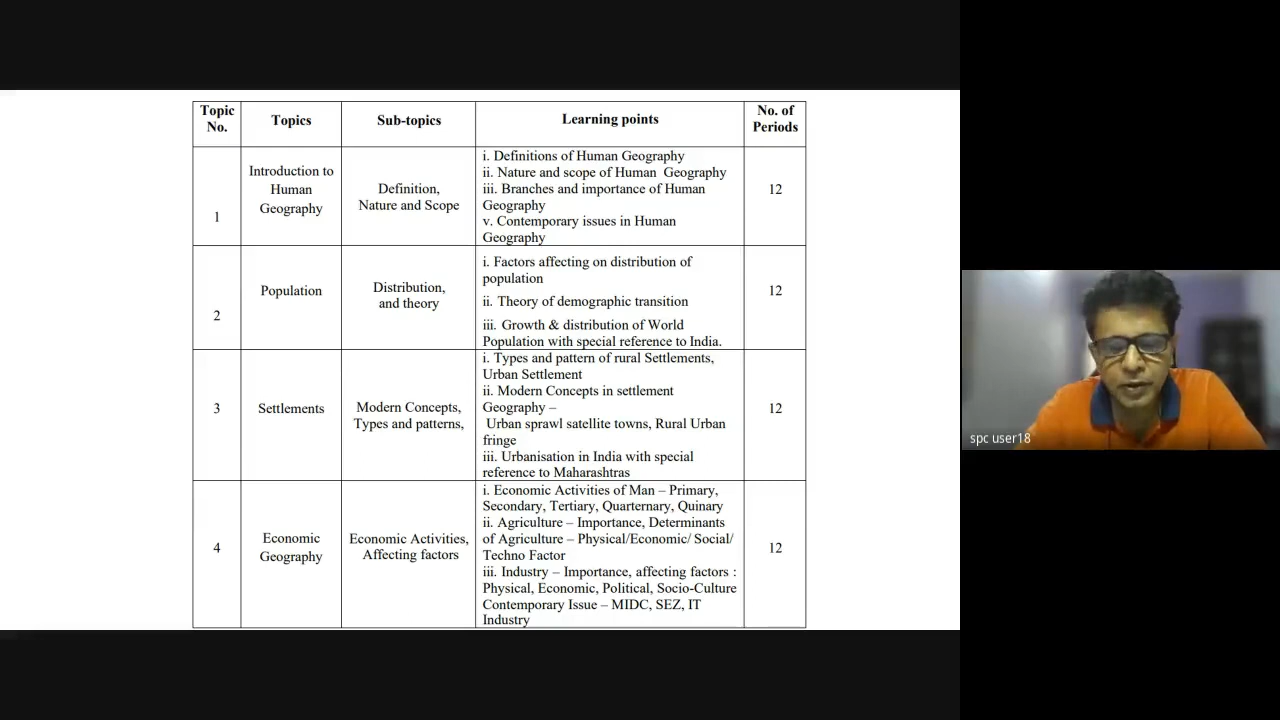 Topic No.
Topics
Sub-topics
Learning points
No. of Periods
1
Introduction to
Human
Geography
Definition,
Nature and Scope
i. Definitions of Human Geography
ii. Nature and scope of Human Geography
iii. Branches and importance of Human
Geography
v. Contemporary issues in Human
Geography
12
2
Population
Distribution,
and theory
i. Factors affecting on distribution of
population
ii. Theory of demographic transition
iii. Growth & distribution of World
Population with special reference to India.
12
3
Settlements
Modern Concepts,
Types and patterns,
i. Types and pattern of rural Settlements,
Urban Settlement
ii. Modern Concepts in settlement
Geography –
Urban sprawl satellite towns, Rural Urban
fringe
iii. Urbanisation in India with special
reference to Maharashtras
12
4
Economic
Geography
Economic Activities,
Affecting factors
i. Economic Activities of Man – Primary,
Secondary, Tertiary, Quarternary, Quinary
ii. Agriculture – Importance, Determinants
of Agriculture – Physical/Economic/ Social/
Techno Factor
iii. Industry – Importance, affecting factors :
Physical, Economic, Political, Socio-Culture
Contemporary Issue – MIDC, SEZ, IT
Industry
12
spc user18